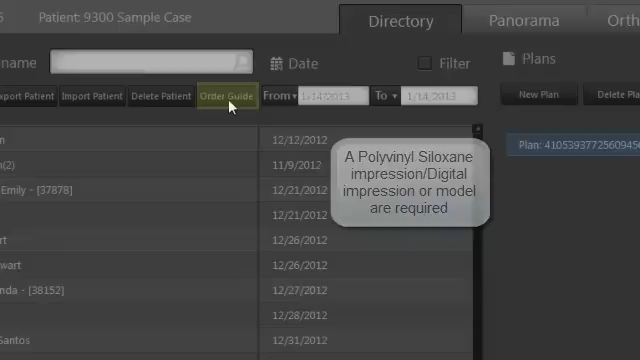 Patient: 9300 Sample Case
Directory
Panorama
Orth
name
Date
Filter
Plans
Export Patient
Import Patient
Delete Patient
Order Guide
From
To
New Plan
Delete Pla
12/12/2012
(2)
11/9/2012
Emily - [37878]
12/21/2012
12/21/2012
rt
12/26/2012
wart
12/26/2012
nda - [38152]
12/27/2012
12/28/2012
Santos
12/31/2012
A Polyvinyl Siloxane
impression/Digital
impression or model
are required
Plan: 41053937725609456